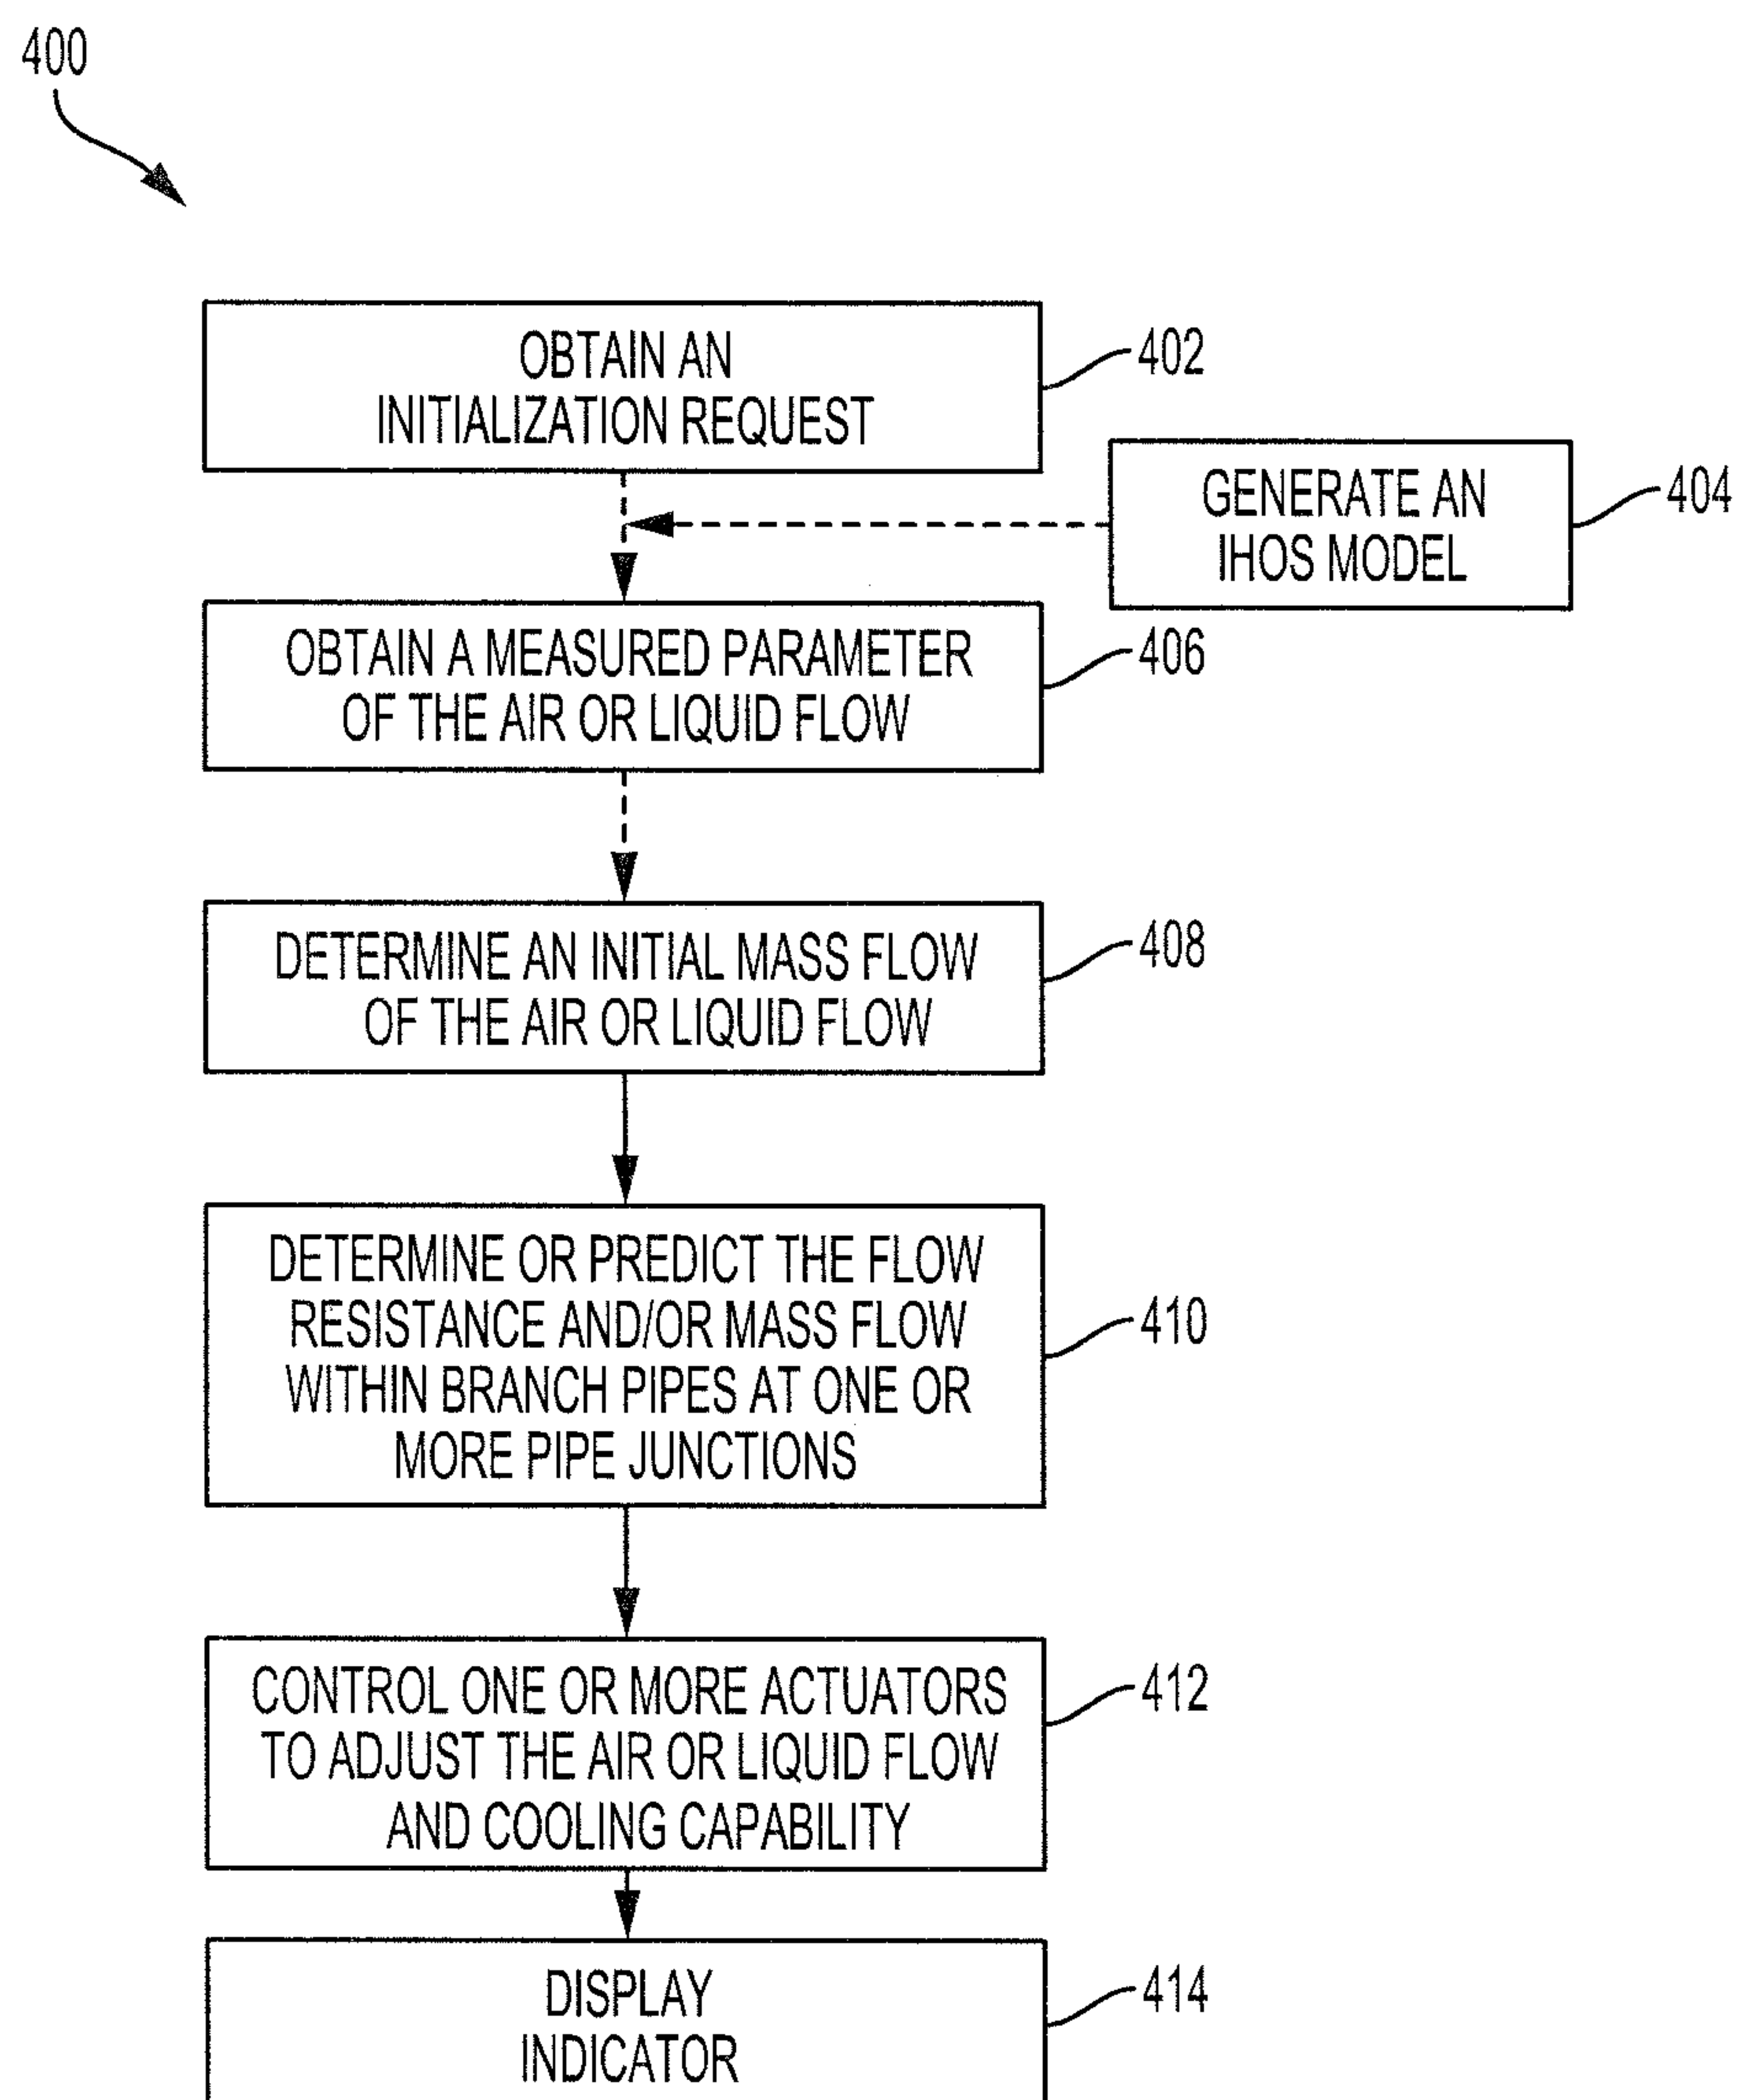 400
OBTAIN AN
INITIALIZATION REQUEST
402
GENERATE AN
IHOS MODEL
404
OBTAIN A MEASURED PARAMETER
OF THE AIR OR LIQUID FLOW
406
DETERMINE AN INITIAL MASS FLOW
OF THE AIR OR LIQUID FLOW
408
DETERMINE OR PREDICT THE FLOW
RESISTANCE AND/OR MASS FLOW
WITHIN BRANCH PIPES AT ONE OR
MORE PIPE JUNCTIONS
410
CONTROL ONE OR MORE ACTUATORS
TO ADJUST THE AIR OR LIQUID FLOW
AND COOLING CAPABILITY
412
DISPLAY
INDICATOR
414